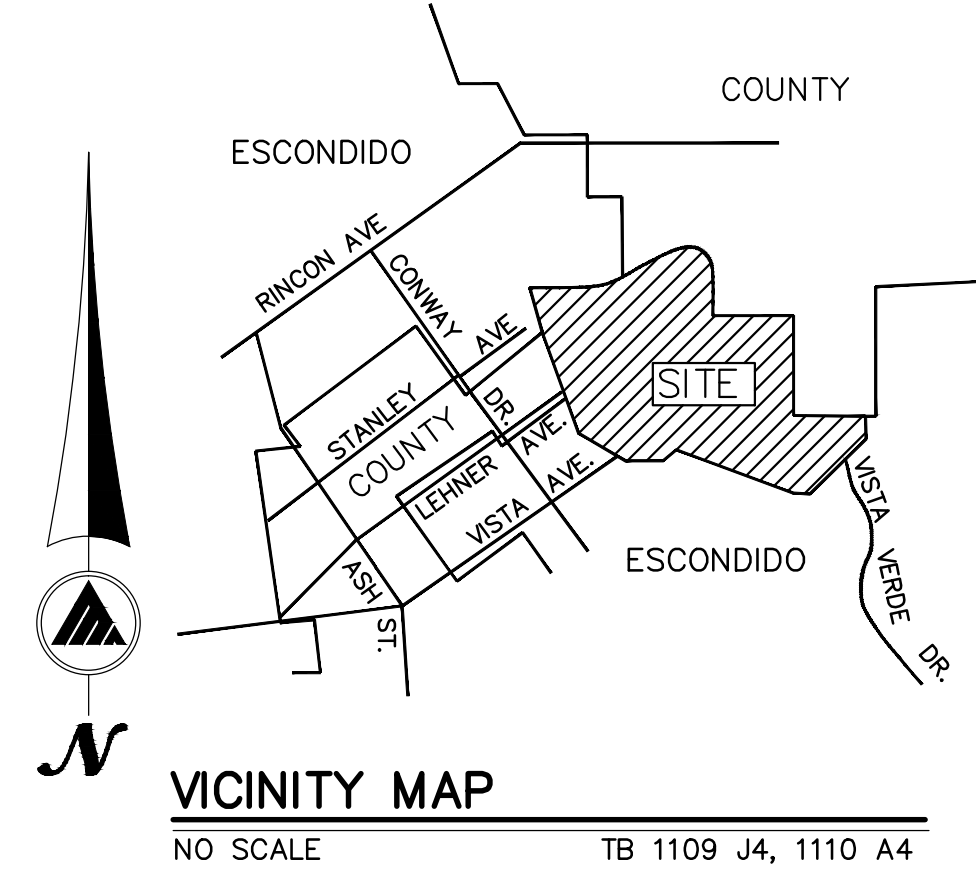 COUNTY
ESCONDIDO
RINCON AVE
CONWAY DR.
STANLEY AVE
SITE
COUNTY
LEHNER AVE.
VISTA AVE.
ASH ST.
ESCONDIDO
VISTA VERDE DR.
N
VICINITY MAP
NO SCALE TB 1109 J4, 1110 A4